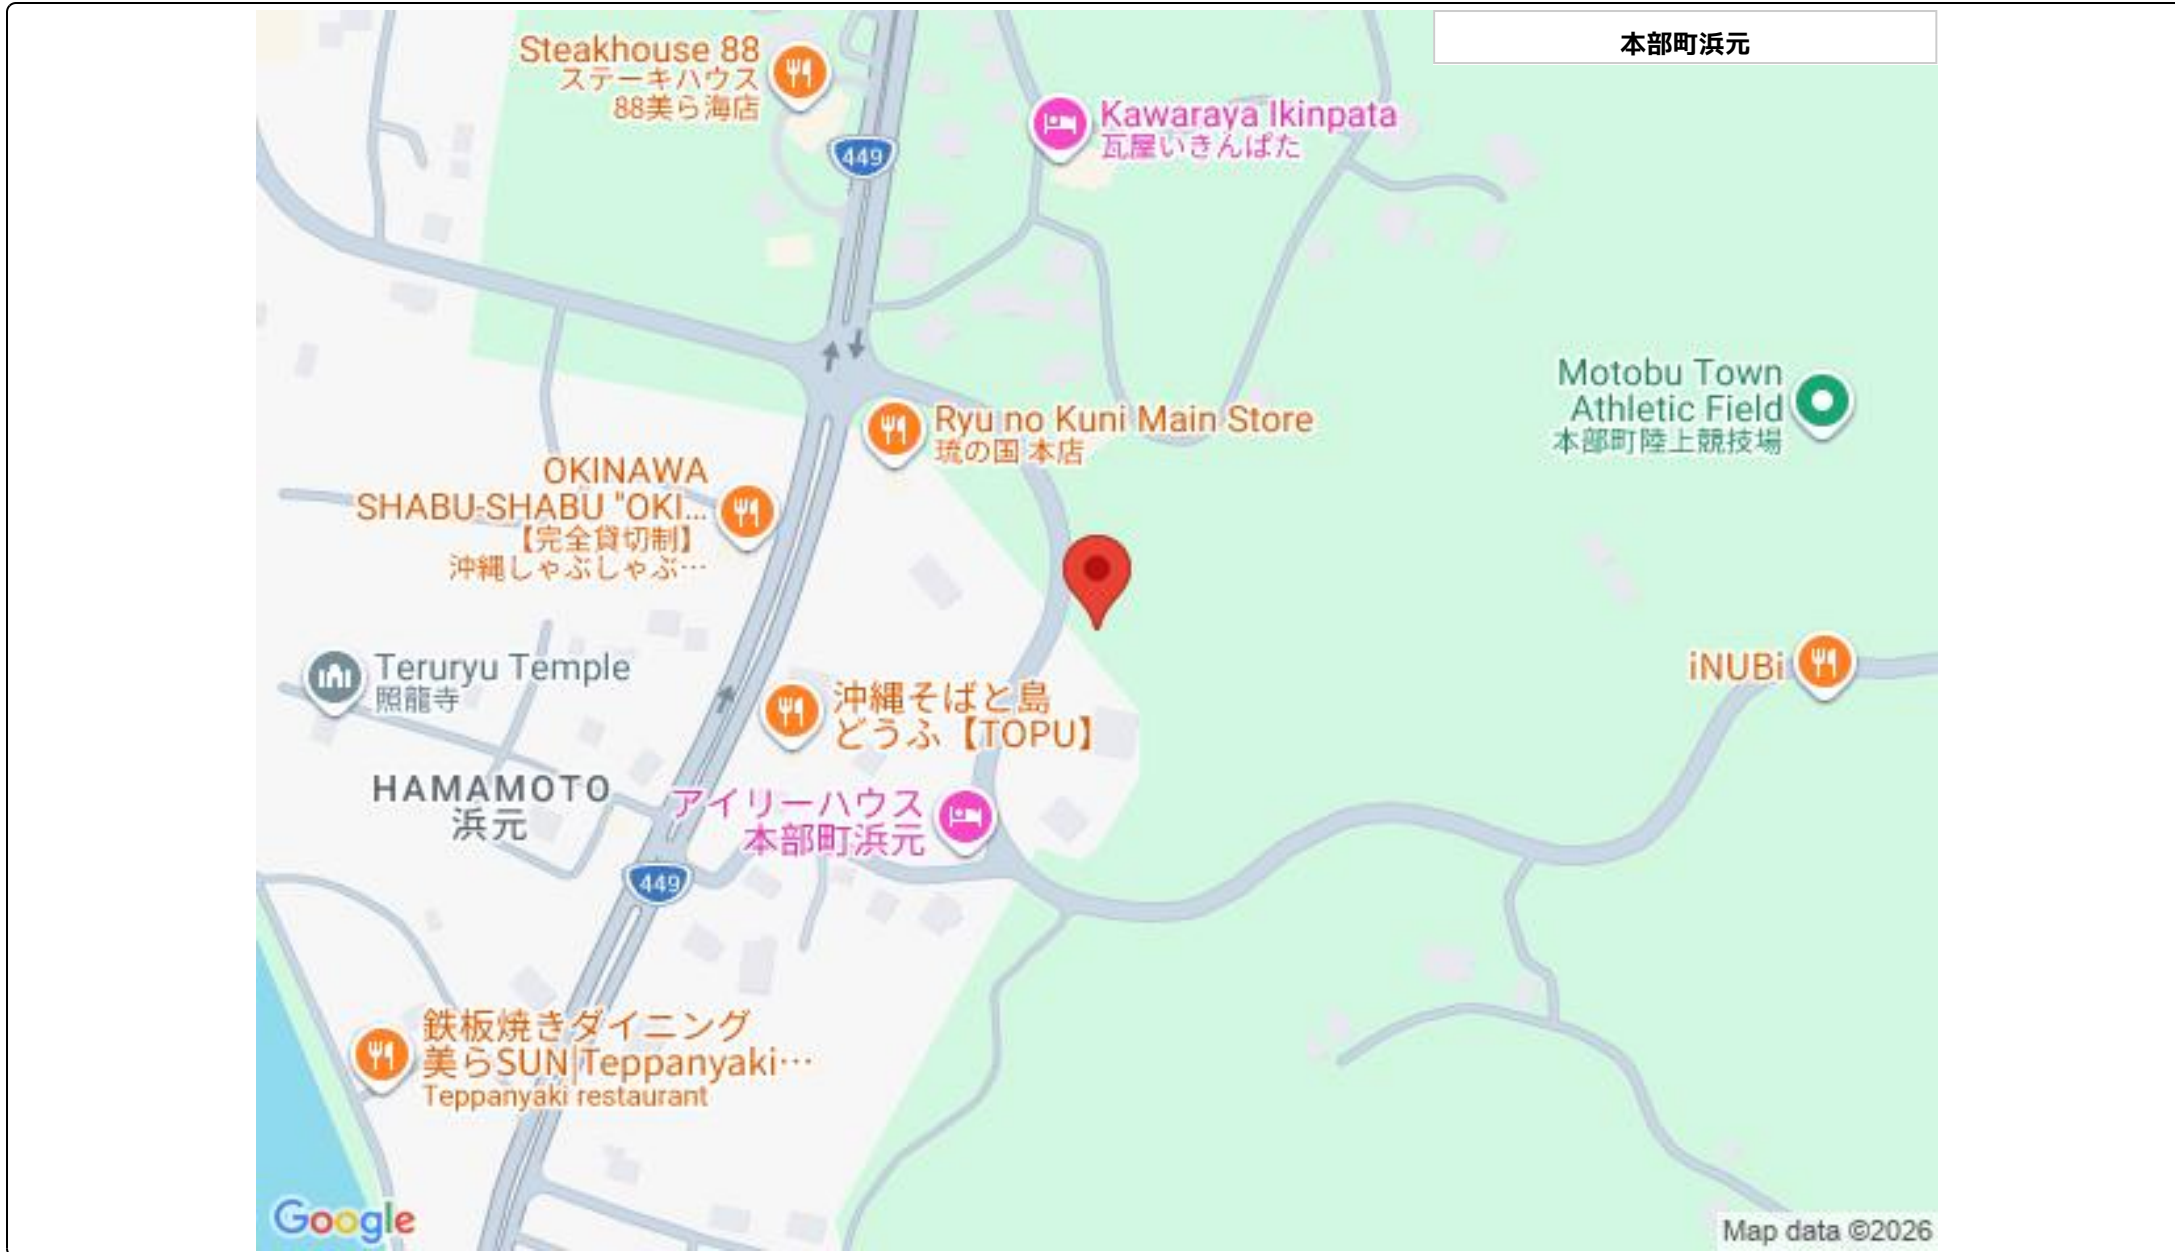 本部町浜元
Steakhouse 88
ステーキハウス
88美ら海店
449
Kawaraya Ikinpata
瓦屋いきんぱた
Motobu Town
Athletic Field
本部町陸上競技場
Ryu no Kuni Main Store
琉の国 本店
OKINAWA
SHABU-SHABU "OKI...
【完全貸切制】
沖縄しゃぶしゃぶ…
Teruryu Temple
照龍寺
iNUBi
沖縄そばと島
どうふ【TOPU】
HAMAMOTO
浜元
アイリーハウス
本部町浜元
449
鉄板焼きダイニング
美らSUN|Teppanyaki…
Teppanyaki restaurant
Google
Map data ©2026